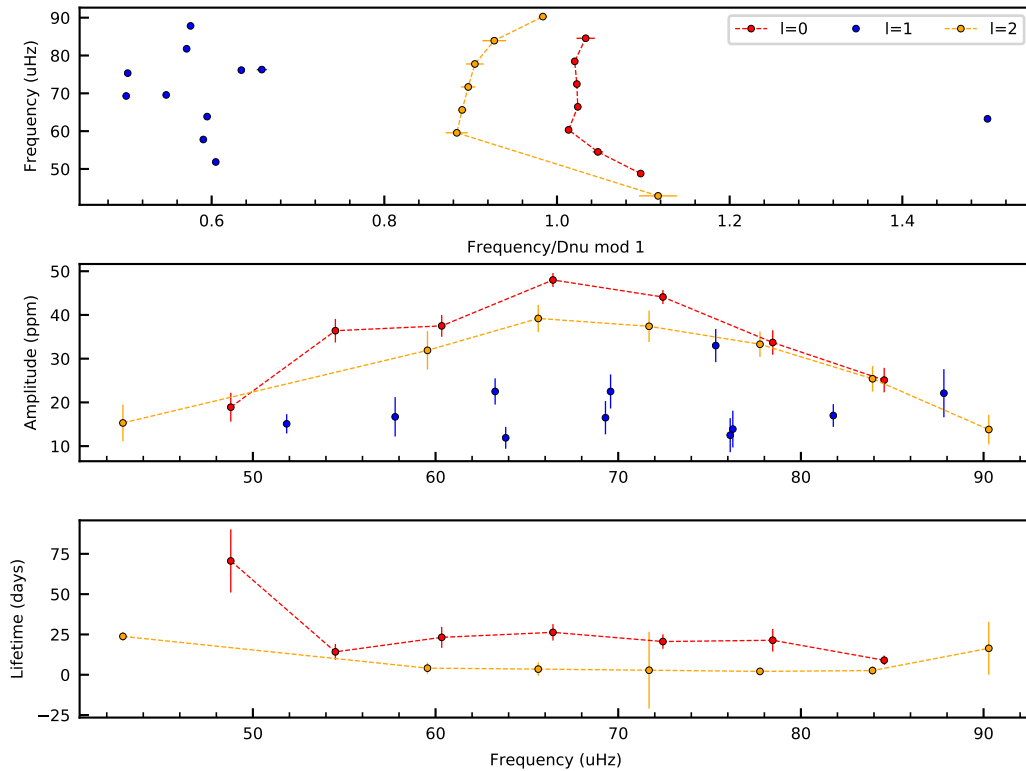 90
80
70
60
50
Frequency (uHz)
l=0 l=1 l=2
0.6 0.8 1.0 1.2 1.4
Frequency/Dnu mod 1
50
40
30
20
10
Amplitude (ppm)
50 60 70 80 90
75
50
25
0
−25
Lifetime (days)
50 60 70 80 90
Frequency (uHz)